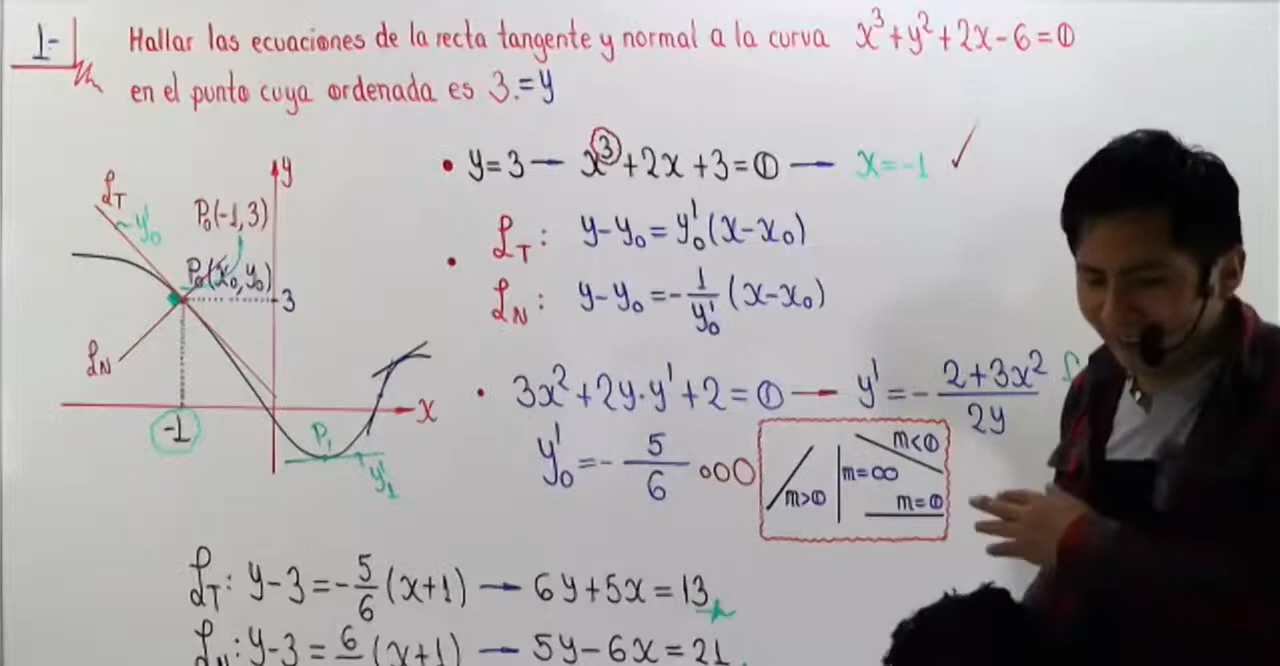 1-
Hallar las ecuaciones de la recta tangente y normal a la curva x³+y²+2x-6=0
en el punto cuya ordenada es 3.=y
• y=3 — x³+2x+3=0 — x=-1 ✓
y
ℒT
y'₀
P₀(-1,3)
P₀(x₀,y₀)
3
ℒN
-1
x
P₁
y'₁
• ℒT: y-y₀=y'₀(x-x₀)
ℒN: y-y₀=-1/y'₀ (x-x₀)
• 3x²+2y·y'+2=0 — y'=-(2+3x²)/2y
y'₀=-5/6
m>0
m=∞
m<0
m=0
ℒT: y-3=-5/6(x+1) — 6y+5x=13
ℒN: y-3=6/ (x+1) — 5y-6x=21